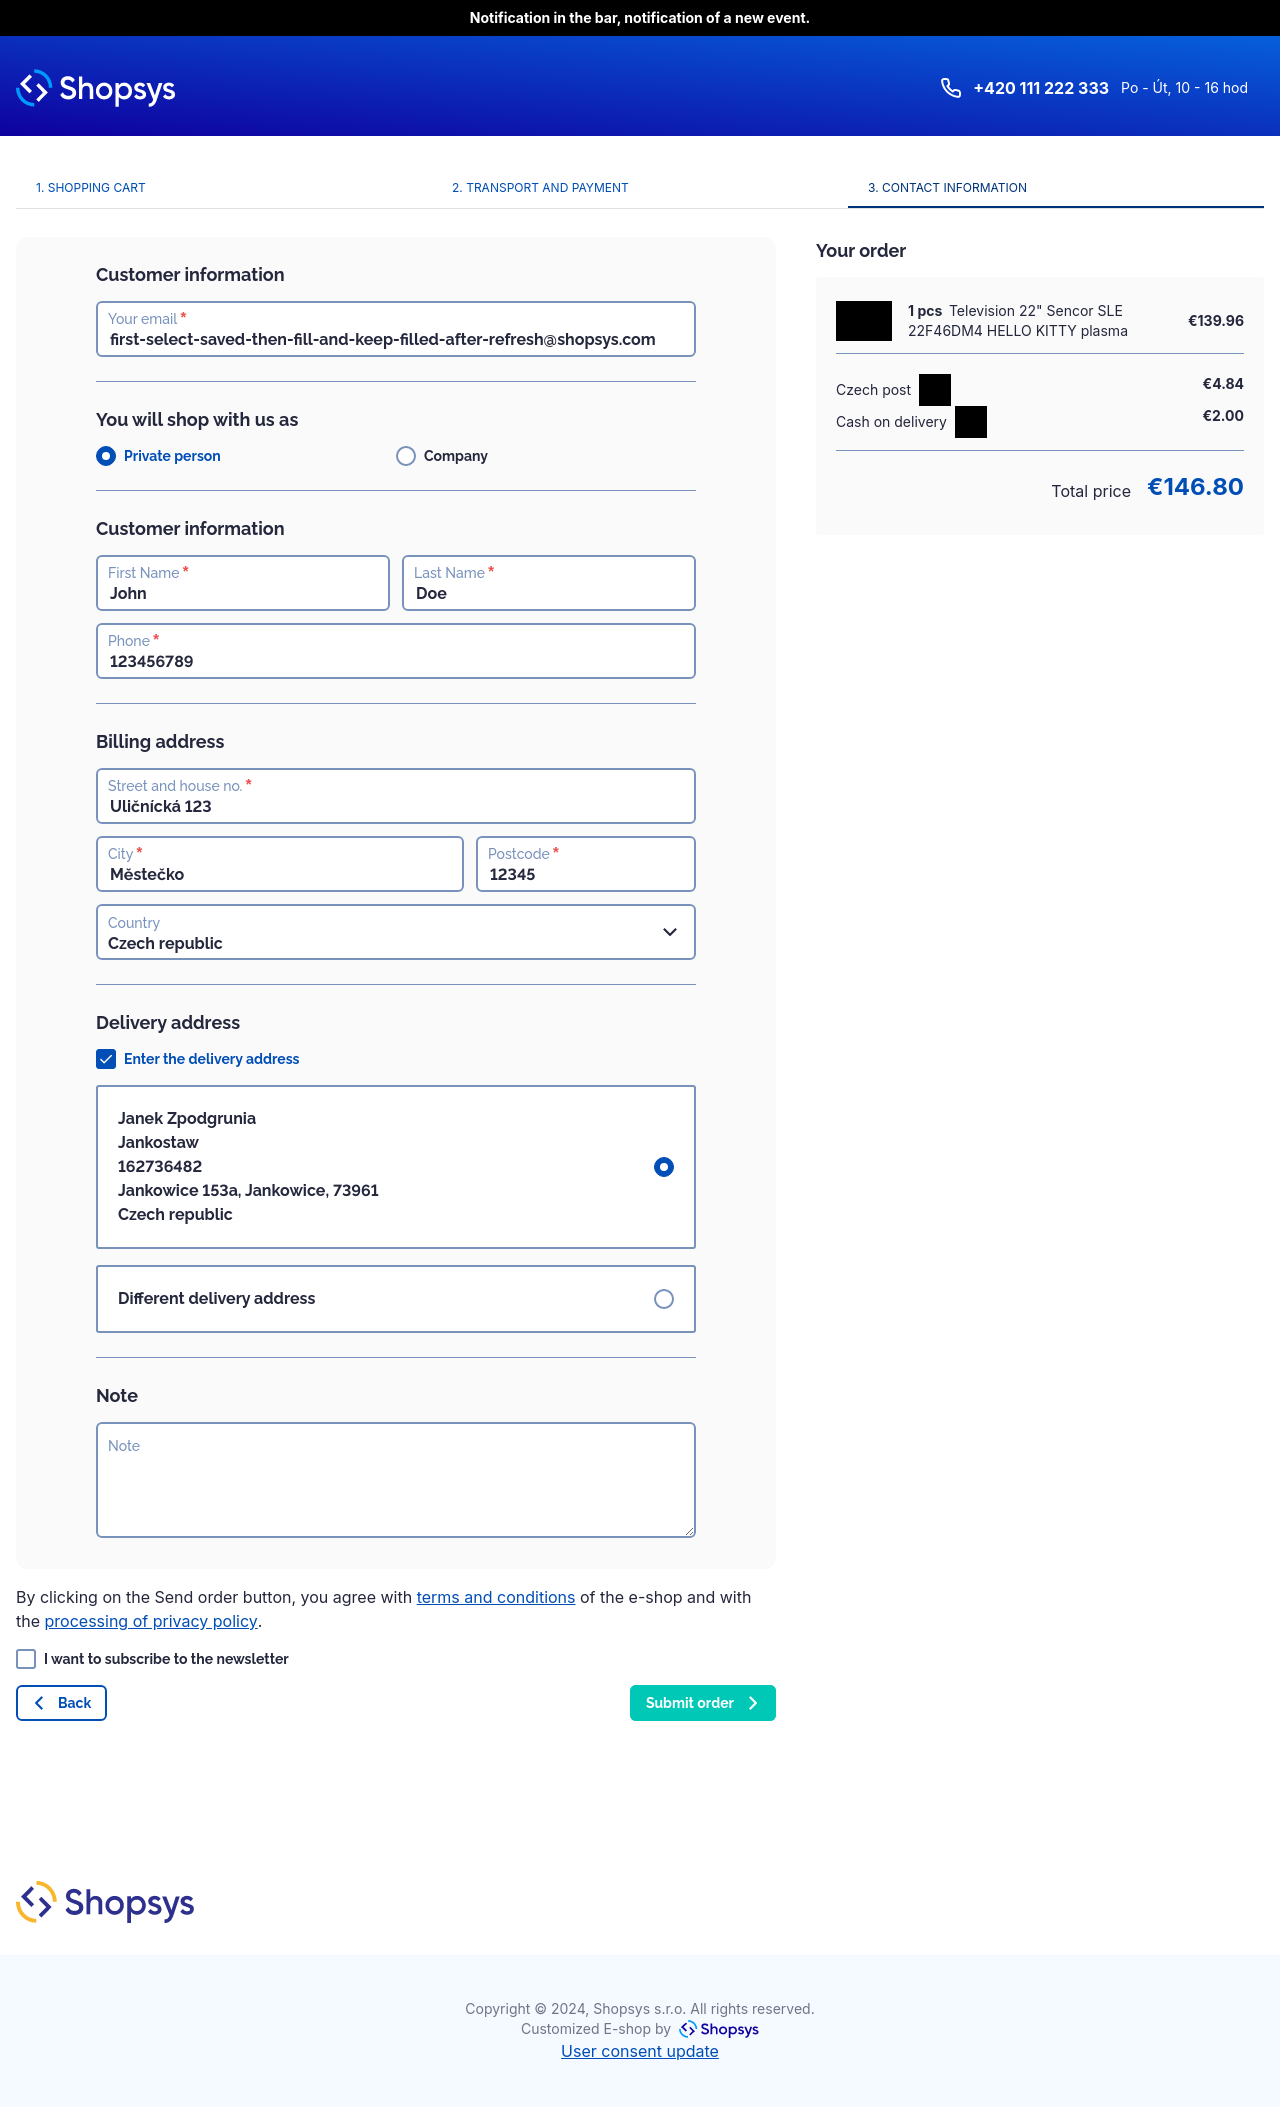 Notification in the bar, notification of a new event.
Shopsys
+420 111 222 333 Po - Út, 10 - 16 hod
1. SHOPPING CART
2. TRANSPORT AND PAYMENT
3. CONTACT INFORMATION
Customer information
Your email *
first-select-saved-then-fill-and-keep-filled-after-refresh@shopsys.com
You will shop with us as
Private person
Company
Customer information
First Name *
John
Last Name *
Doe
Phone *
123456789
Billing address
Street and house no. *
Uličnícká 123
City *
Městečko
Postcode *
12345
Country
Czech republic
Delivery address
Enter the delivery address
Janek Zpodgrunia
Jankostaw
162736482
Jankowice 153a, Jankowice, 73961
Czech republic
Different delivery address
Note
Note
By clicking on the Send order button, you agree with terms and conditions of the e-shop and with
the processing of privacy policy.
I want to subscribe to the newsletter
Back
Submit order
Your order
1 pcs Television 22" Sencor SLE
22F46DM4 HELLO KITTY plasma
€139.96
Czech post
€4.84
Cash on delivery
€2.00
Total price €146.80
Shopsys
Copyright © 2024, Shopsys s.r.o. All rights reserved.
Customized E-shop by Shopsys
User consent update